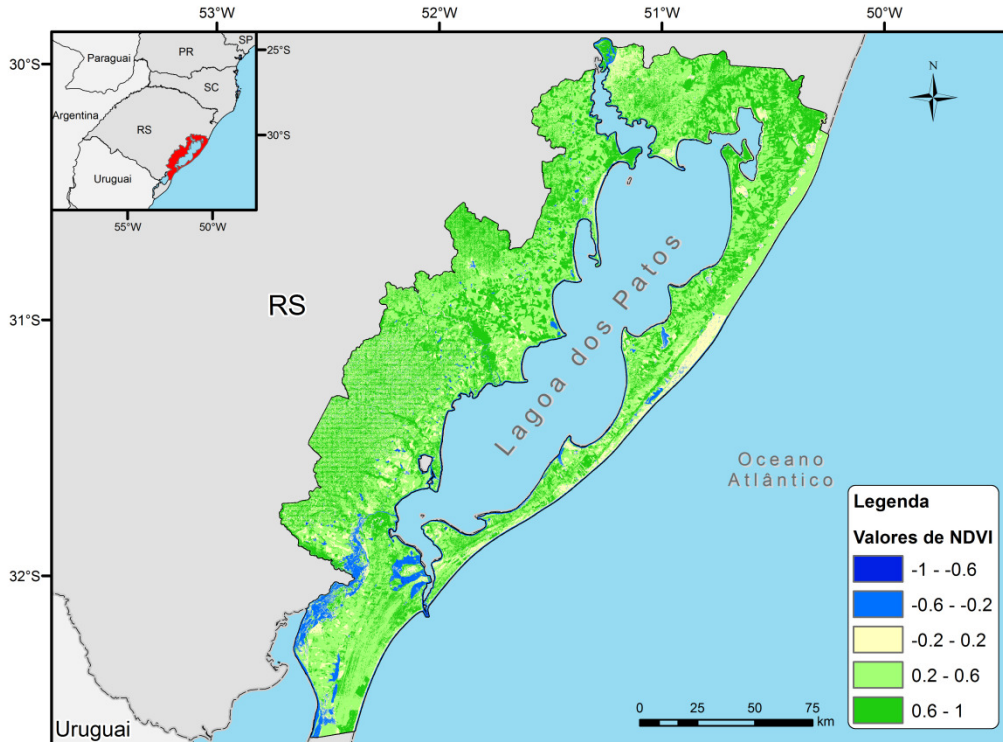 53°W
52°W
51°W
50°W
30°S
31°S
32°S
Paraguai
PR
SP
25°S
SC
Argentina
RS
30°S
Uruguai
55°W
50°W
N
RS
Lagoa dos Patos
Oceano
Atlântico
Uruguai
Legenda
Valores de NDVI
-1 - -0.6
-0.6 - -0.2
-0.2 - 0.2
0.2 - 0.6
0.6 - 1
0 12,5 25 50 75
km